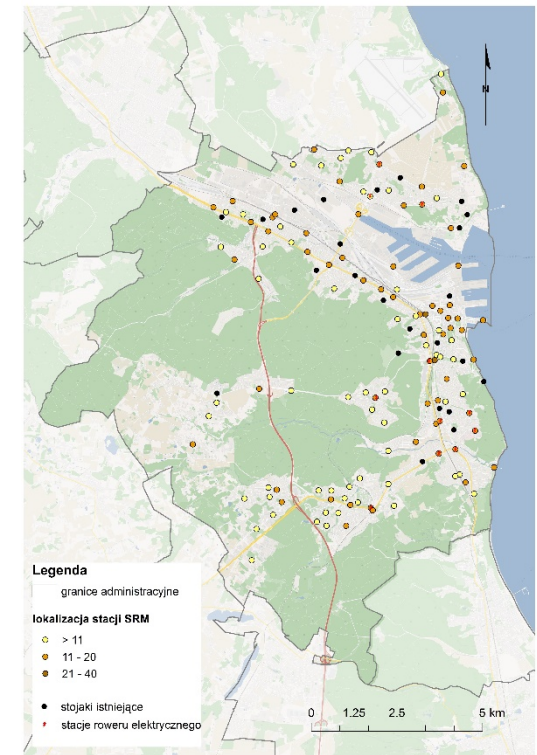 N
Legenda
granice administracyjne
lokalizacja stacji SRM
> 11
11 - 20
21 - 40
stojaki istniejące
stacje roweru elektrycznego
0 1.25 2.5 5 km